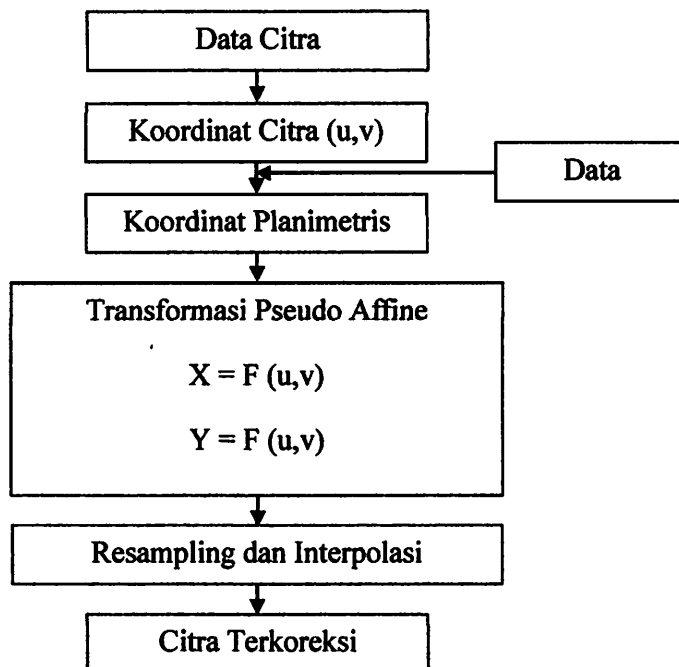 Data Citra
Koordinat Citra (u,v)
Data
Koordinat Planimetris
Transformasi Pseudo Affine
X = F (u,v)
Y = F (u,v)
Resampling dan Interpolasi
Citra Terkoreksi